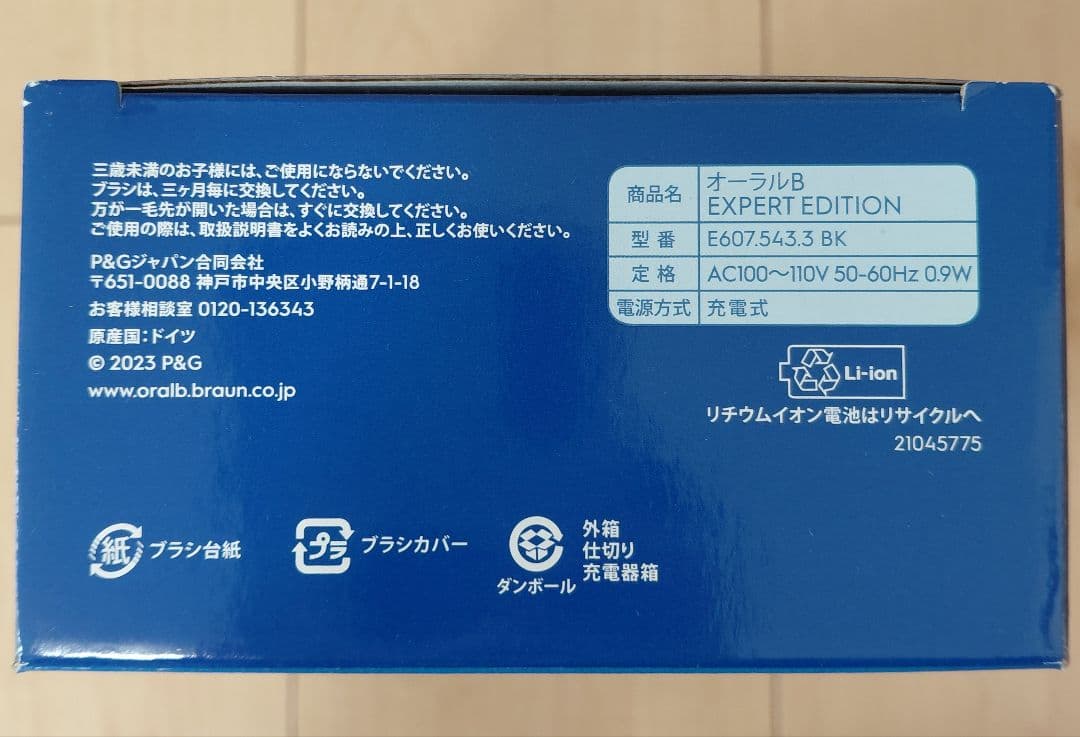 三歳未満のお子様には、ご使用にならないでください。
ブラシは、三ヶ月毎に交換してください。
万が一毛先が開いた場合は、すぐに交換してください。
ご使用の際は、取扱説明書をよくお読みの上、正しくお使いください。
P&Gジャパン合同会社
〒651-0088 神戸市中央区小野柄通7-1-18
お客様相談室 0120-136343
原産国:ドイツ
© 2023 P&G
www.oralb.braun.co.jp
商品名 オーラルB
EXPERT EDITION
型 番 E607.543.3 BK
定 格 AC100〜110V 50-60Hz 0.9W
電源方式 充電式
Li-ion
リチウムイオン電池はリサイクルへ
21045775
紙 ブラシ台紙
プラ ブラシカバー
ダンボール
外箱
仕切り
充電器箱